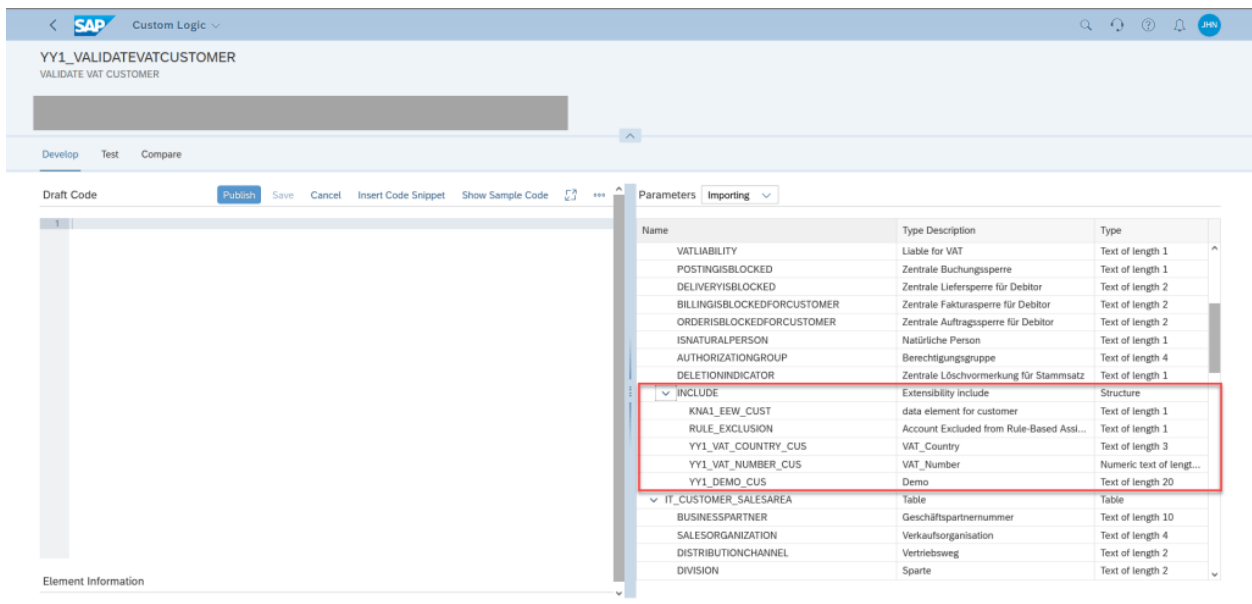 SAP Custom Logic JHN
YY1_VALIDATEVATCUSTOMER
VALIDATE VAT CUSTOMER
Develop Test Compare
Draft Code Publish Save Cancel Insert Code Snippet Show Sample Code Parameters Importing
1
Name Type Description Type
VATLIABILITY Liable for VAT Text of length 1
POSTINGISBLOCKED Zentrale Buchungssperre Text of length 1
DELIVERYISBLOCKED Zentrale Liefersperre für Debitor Text of length 2
BILLINGISBLOCKEDFORCUSTOMER Zentrale Fakturasperre für Debitor Text of length 2
ORDERISBLOCKEDFORCUSTOMER Zentrale Auftragssperre für Debitor Text of length 2
ISNATURALPERSON Natürliche Person Text of length 1
AUTHORIZATIONGROUP Berechtigungsgruppe Text of length 4
DELETIONINDICATOR Zentrale Löschvormerkung für Stammsatz Text of length 1
INCLUDE Extensibility include Structure
KNA1_EEW_CUST data element for customer Text of length 1
RULE_EXCLUSION Account Excluded from Rule-Based Assi... Text of length 1
YY1_VAT_COUNTRY_CUS VAT_Country Text of length 3
YY1_VAT_NUMBER_CUS VAT_Number Numeric text of lengt...
YY1_DEMO_CUS Demo Text of length 20
IT_CUSTOMER_SALESAREA Table Table
BUSINESSPARTNER Geschäftspartnernummer Text of length 10
SALESORGANIZATION Verkaufsorganisation Text of length 4
DISTRIBUTIONCHANNEL Vertriebsweg Text of length 2
DIVISION Sparte Text of length 2
Element Information